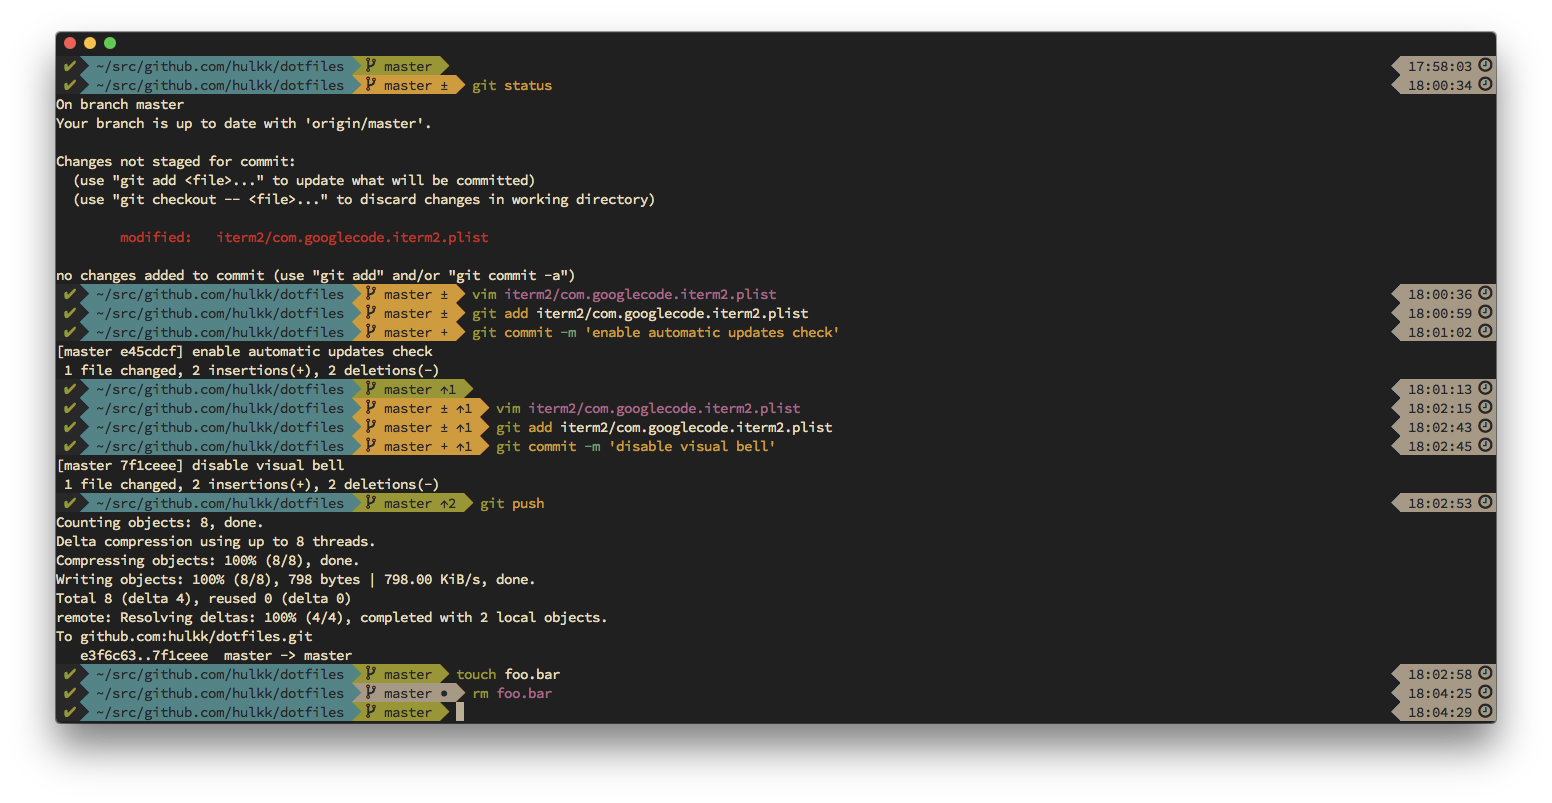 ✔ ~/src/github.com/hulkk/dotfiles master 17:58:03
✔ ~/src/github.com/hulkk/dotfiles master ± git status 18:00:34
On branch master
Your branch is up to date with 'origin/master'.
Changes not staged for commit:
(use "git add <file>..." to update what will be committed)
(use "git checkout -- <file>..." to discard changes in working directory)
modified: iterm2/com.googlecode.iterm2.plist
no changes added to commit (use "git add" and/or "git commit -a")
✔ ~/src/github.com/hulkk/dotfiles master ± vim iterm2/com.googlecode.iterm2.plist 18:00:36
✔ ~/src/github.com/hulkk/dotfiles master ± git add iterm2/com.googlecode.iterm2.plist 18:00:59
✔ ~/src/github.com/hulkk/dotfiles master + git commit -m 'enable automatic updates check' 18:01:02
[master e45cdcf] enable automatic updates check
1 file changed, 2 insertions(+), 2 deletions(-)
✔ ~/src/github.com/hulkk/dotfiles master ↑1 18:01:13
✔ ~/src/github.com/hulkk/dotfiles master ± ↑1 vim iterm2/com.googlecode.iterm2.plist 18:02:15
✔ ~/src/github.com/hulkk/dotfiles master ± ↑1 git add iterm2/com.googlecode.iterm2.plist 18:02:43
✔ ~/src/github.com/hulkk/dotfiles master + ↑1 git commit -m 'disable visual bell' 18:02:45
[master 7f1ceee] disable visual bell
1 file changed, 2 insertions(+), 2 deletions(-)
✔ ~/src/github.com/hulkk/dotfiles master ↑2 git push 18:02:53
Counting objects: 8, done.
Delta compression using up to 8 threads.
Compressing objects: 100% (8/8), done.
Writing objects: 100% (8/8), 798 bytes | 798.00 KiB/s, done.
Total 8 (delta 4), reused 0 (delta 0)
remote: Resolving deltas: 100% (4/4), completed with 2 local objects.
To github.com:hulkk/dotfiles.git
e3f6c63..7f1ceee master -> master
✔ ~/src/github.com/hulkk/dotfiles master touch foo.bar 18:02:58
✔ ~/src/github.com/hulkk/dotfiles master ● rm foo.bar 18:04:25
✔ ~/src/github.com/hulkk/dotfiles master 18:04:29